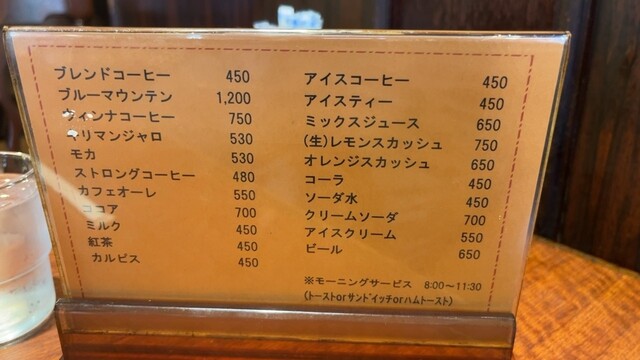 ブレンドコーヒー 450
ブルーマウンテン 1,200
ウィンナコーヒー 750
キリマンジャロ 530
モカ 530
ストロングコーヒー 480
カフェオーレ 550
ココア 700
ミルク 450
紅茶 450
カルピス 450
アイスコーヒー 450
アイスティー 450
ミックスジュース 650
(生)レモンスカッシュ 750
オレンジスカッシュ 650
コーラ 450
ソーダ水 450
クリームソーダ 700
アイスクリーム 550
ビール 650
※モーニングサービス 8:00〜11:30
(トーストorサンドイッチorハムトースト)